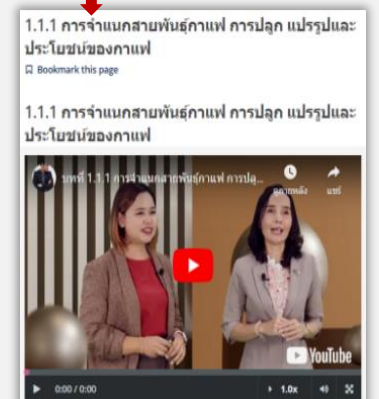 1.1.1 การจำแนกสายพันธุ์กาแฟ การปลูก แปรรูปและ
ประโยชน์ของกาแฟ
Bookmark this page
1.1.1 การจำแนกสายพันธุ์กาแฟ การปลูก แปรรูปและ
ประโยชน์ของกาแฟ
บทที่ 1.1.1 การจำแนกสายพันธุ์กาแฟ การปลู...
ดูภายหลัง
แชร์
YouTube
0:00 / 0:00
1.0x